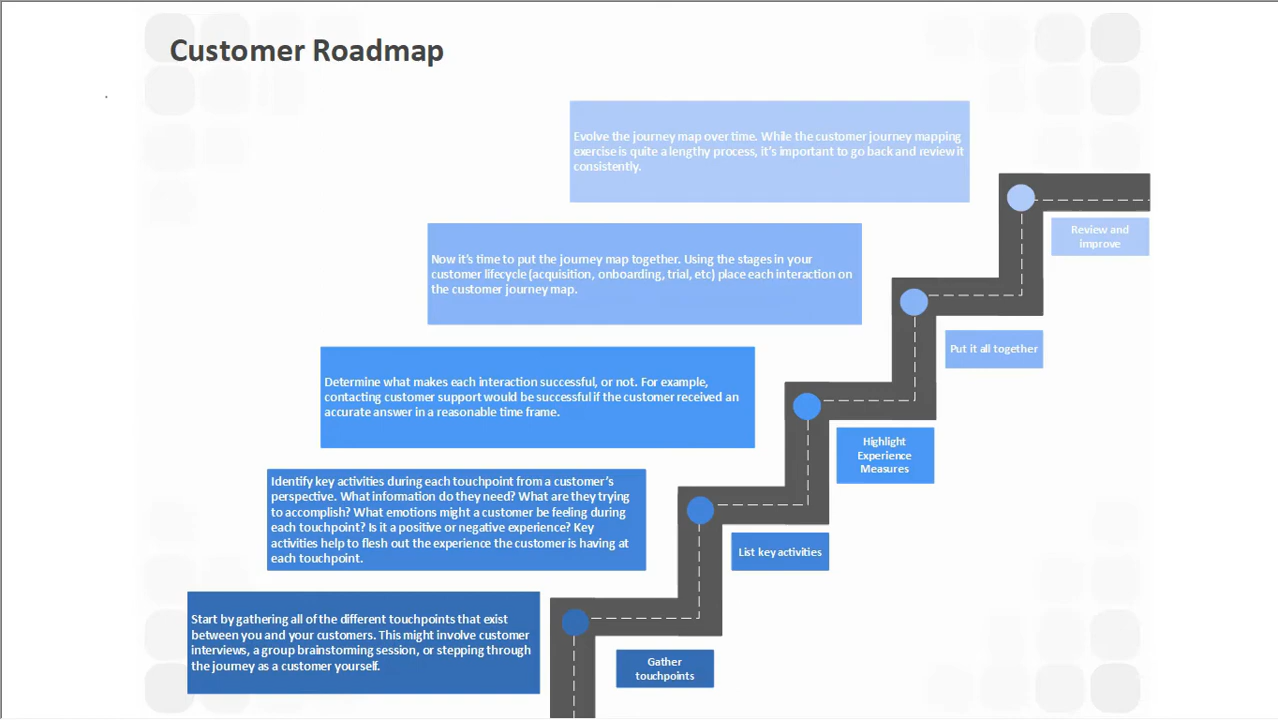 Customer Roadmap
Evolve the journey map over time. While the customer journey mapping
exercise is quite a lengthy process, it’s important to go back and review it
consistently.
Review and
improve
Now it’s time to put the journey map together. Using the stages in your
customer lifecycle (acquisition, onboarding, trial, etc) place each interaction on
the customer journey map.
Put it all together
Determine what makes each interaction successful, or not. For example,
contacting customer support would be successful if the customer received an
accurate answer in a reasonable time frame.
Highlight
Experience
Measures
Identify key activities during each touchpoint from a customer’s
perspective. What information do they need? What are they trying
to accomplish? What emotions might a customer be feeling during
each touchpoint? Is it a positive or negative experience? Key
activities help to flesh out the experience the customer is having at
each touchpoint.
List key activities
Start by gathering all of the different touchpoints that exist
between you and your customers. This might involve customer
interviews, a group brainstorming session, or stepping through
the journey as a customer yourself.
Gather
touchpoints